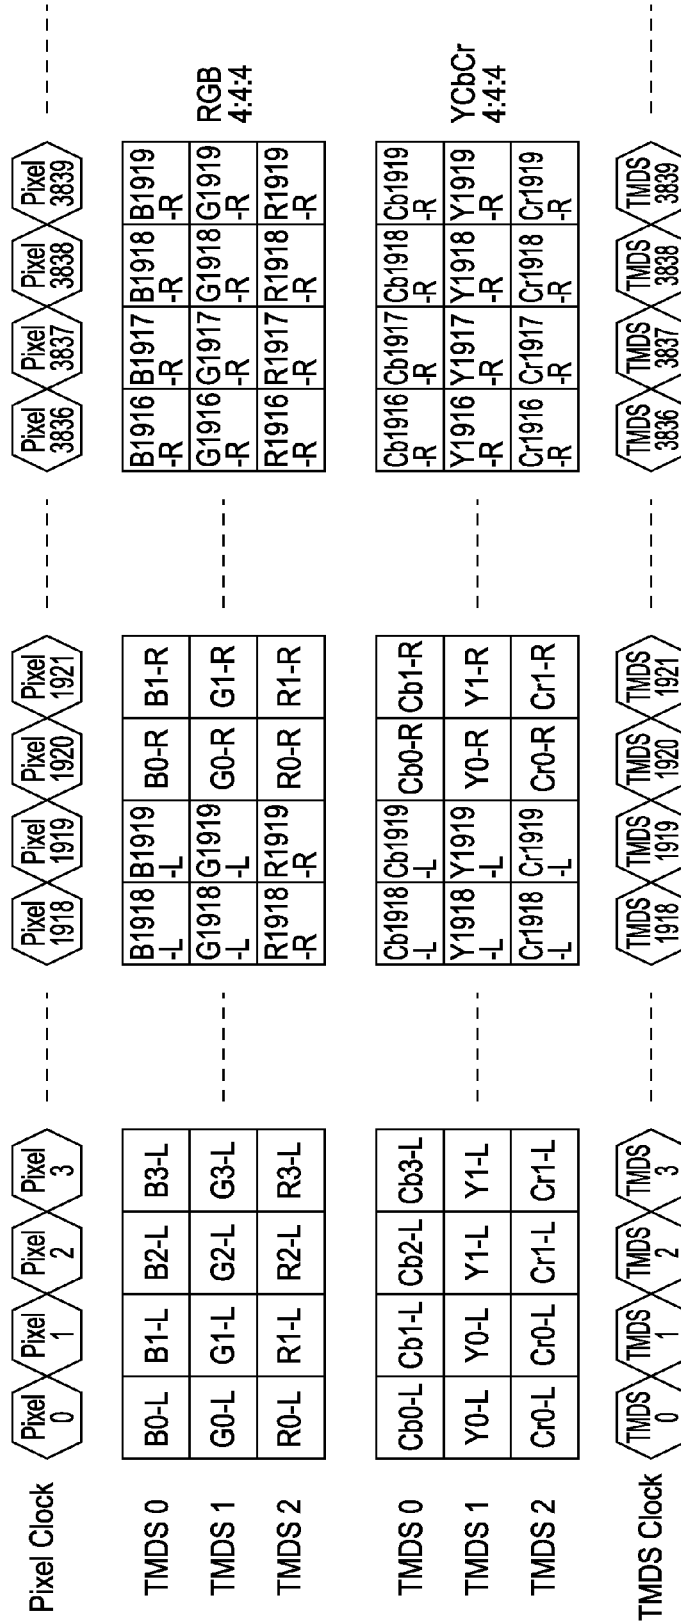 Pixel Clock
Pixel 0 Pixel 1 Pixel 2 Pixel 3 Pixel 1918 Pixel 1919 Pixel 1920 Pixel 1921 Pixel 3836 Pixel 3837 Pixel 3838 Pixel 3839
TMDS 0 B0-L B1-L B2-L B3-L B1918-L B1919-L B0-R B1-R B1916-R B1917-R B1918-R B1919-R
TMDS 1 G0-L G1-L G2-L G3-L G1918-L G1919-L G0-R G1-R G1916-R G1917-R G1918-R G1919-R
TMDS 2 R0-L R1-L R2-L R3-L R1918-R R1919-R R0-R R1-R R1916-R R1917-R R1918-R R1919-R
RGB
4:4:4
TMDS 0 Cb0-L Cb1-L Cb2-L Cb3-L Cb1918-L Cb1919-L Cb0-R Cb1-R Cb1916-R Cb1917-R Cb1918-R Cb1919-R
TMDS 1 Y0-L Y0-L Y1-L Y1-L Y1918-L Y1919-L Y0-R Y1-R Y1916-R Y1917-R Y1918-R Y1919-R
TMDS 2 Cr0-L Cr0-L Cr1-L Cr1-L Cr1918-L Cr1919-L Cr0-R Cr1-R Cr1916-R Cr1917-R Cr1918-R Cr1919-R
YCbCr
4:4:4
TMDS Clock
TMDS 0 TMDS 1 TMDS 2 TMDS 3 TMDS 1918 TMDS 1919 TMDS 1920 TMDS 1921 TMDS 3836 TMDS 3837 TMDS 3838 TMDS 3839